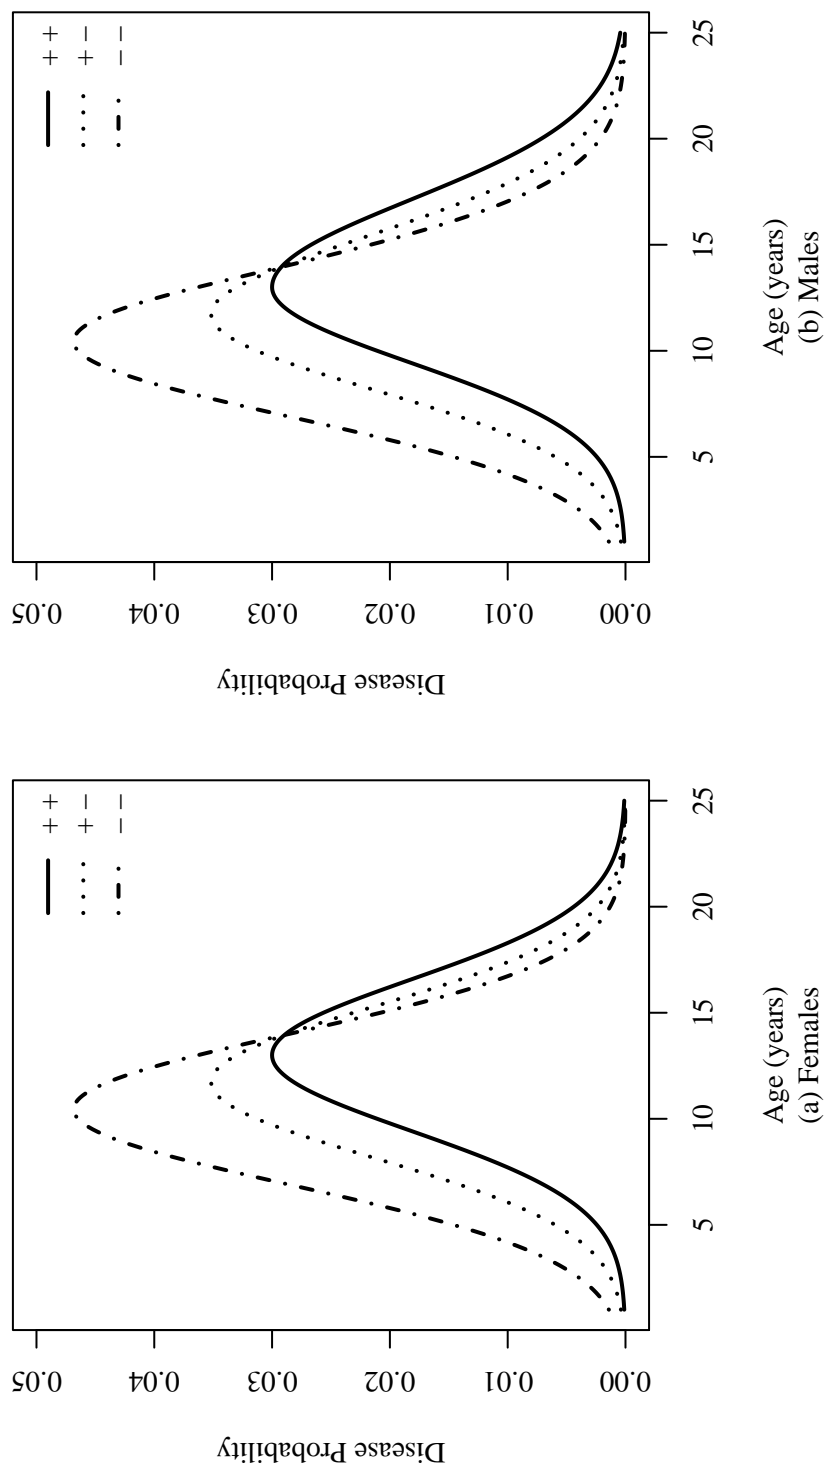 + +
+ −
− −
Disease Probability
0.05
0.04
0.03
0.02
0.01
0.00
5 10 15 20 25
Age (years)
(a) Females
+ +
+ −
− −
Disease Probability
0.05
0.04
0.03
0.02
0.01
0.00
5 10 15 20 25
Age (years)
(b) Males